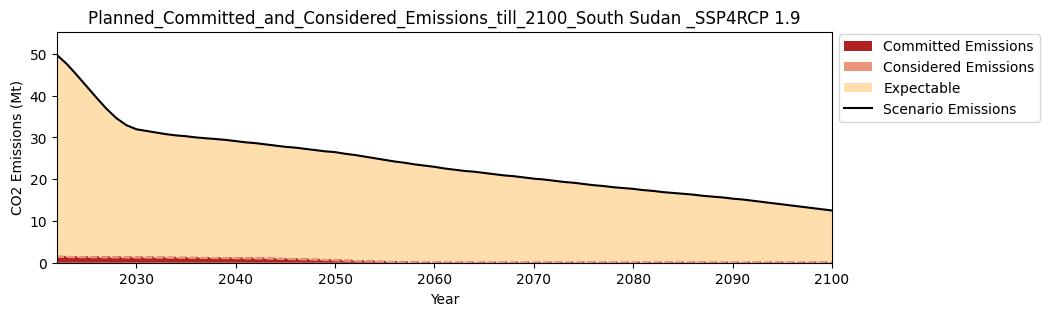 Planned_Committed_and_Considered_Emissions_till_2100_South Sudan _SSP4RCP 1.9
CO2 Emissions (Mt)
50
40
30
20
10
0
2030 2040 2050 2060 2070 2080 2090 2100
Year
Committed Emissions
Considered Emissions
Expectable
Scenario Emissions